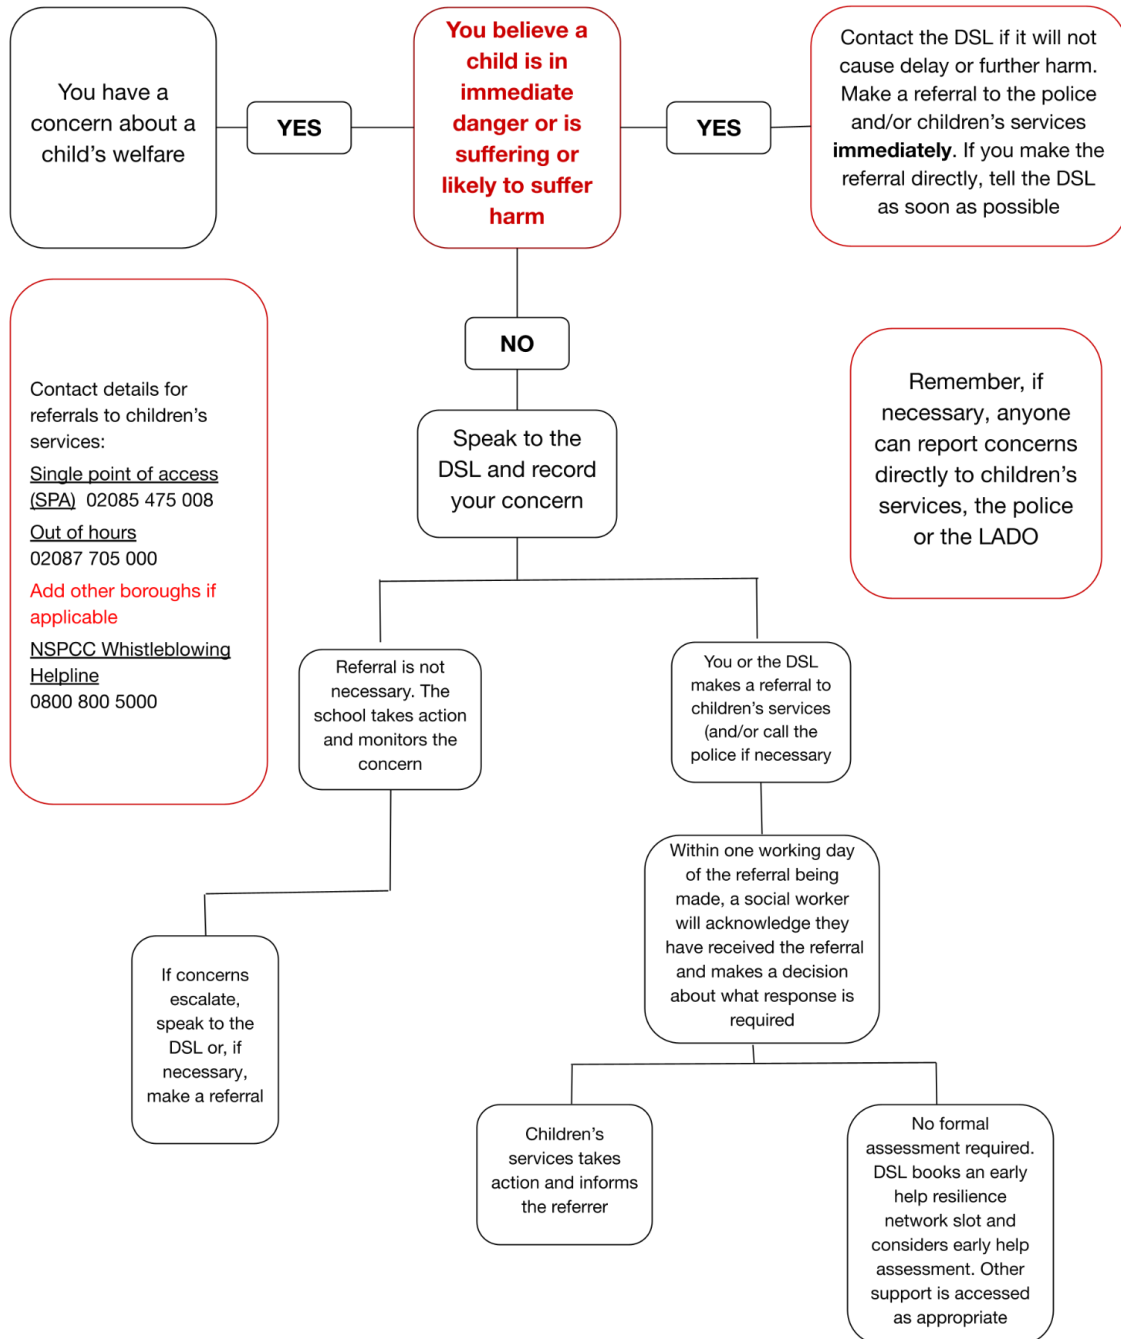 You have a
concern about a
child's welfare
YES
You believe a
child is in
immediate
danger or is
suffering or
likely to suffer
harm
YES
Contact the DSL if it will not
cause delay or further harm.
Make a referral to the police
and/or children's services
immediately. If you make the
referral directly, tell the DSL
as soon as possible
NO
Contact details for
referrals to children's
services:
Single point of access
(SPA) 02085 475 008
Out of hours
02087 705 000
Add other boroughs if
applicable
NSPCC Whistleblowing
Helpline
0800 800 5000
Speak to the
DSL and record
your concern
Remember, if
necessary, anyone
can report concerns
directly to children's
services, the police
or the LADO
Referral is not
necessary. The
school takes action
and monitors the
concern
You or the DSL
makes a referral to
children's services
(and/or call the
police if necessary
Within one working day
of the referral being
made, a social worker
will acknowledge they
have received the referral
and makes a decision
about what response is
required
If concerns
escalate,
speak to the
DSL or, if
necessary,
make a referral
Children's
services takes
action and informs
the referrer
No formal
assessment required.
DSL books an early
help resilience
network slot and
considers early help
assessment. Other
support is accessed
as appropriate